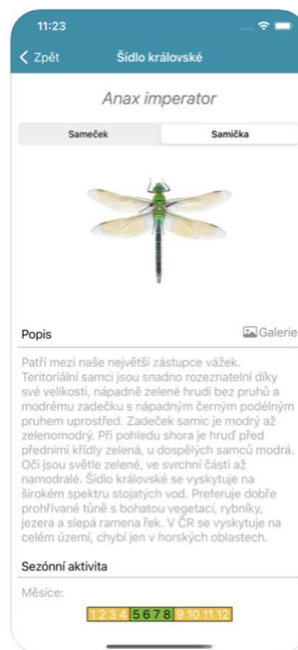 11:23
Zpět Šídlo královské
Anax imperator
Sameček Samička
Popis Galerie
Patří mezi naše největší zástupce vážek.
Teritoriální samci jsou snadno rozeznatelní díky
své velikosti, nápadně zelené hrudi bez pruhů a
modrému zadečku s nápadným černým podélným
pruhem uprostřed. Zadeček samic je modrý až
zelenomodrý. Při pohledu shora je hruď před
předními křídly zelená, u dospělých samců modrá.
Oči jsou světle zelené, ve svrchní části až
namodralé. Šídlo královské se vyskytuje na
širokém spektru stojatých vod. Preferuje dobře
prohřívané tůně s bohatou vegetací, rybníky,
jezera a slepá ramena řek. V ČR se vyskytuje na
celém území, chybí jen v horských oblastech.
Sezónní aktivita
Měsíce:
1 2 3 4 5 6 7 8 9 10 11 12